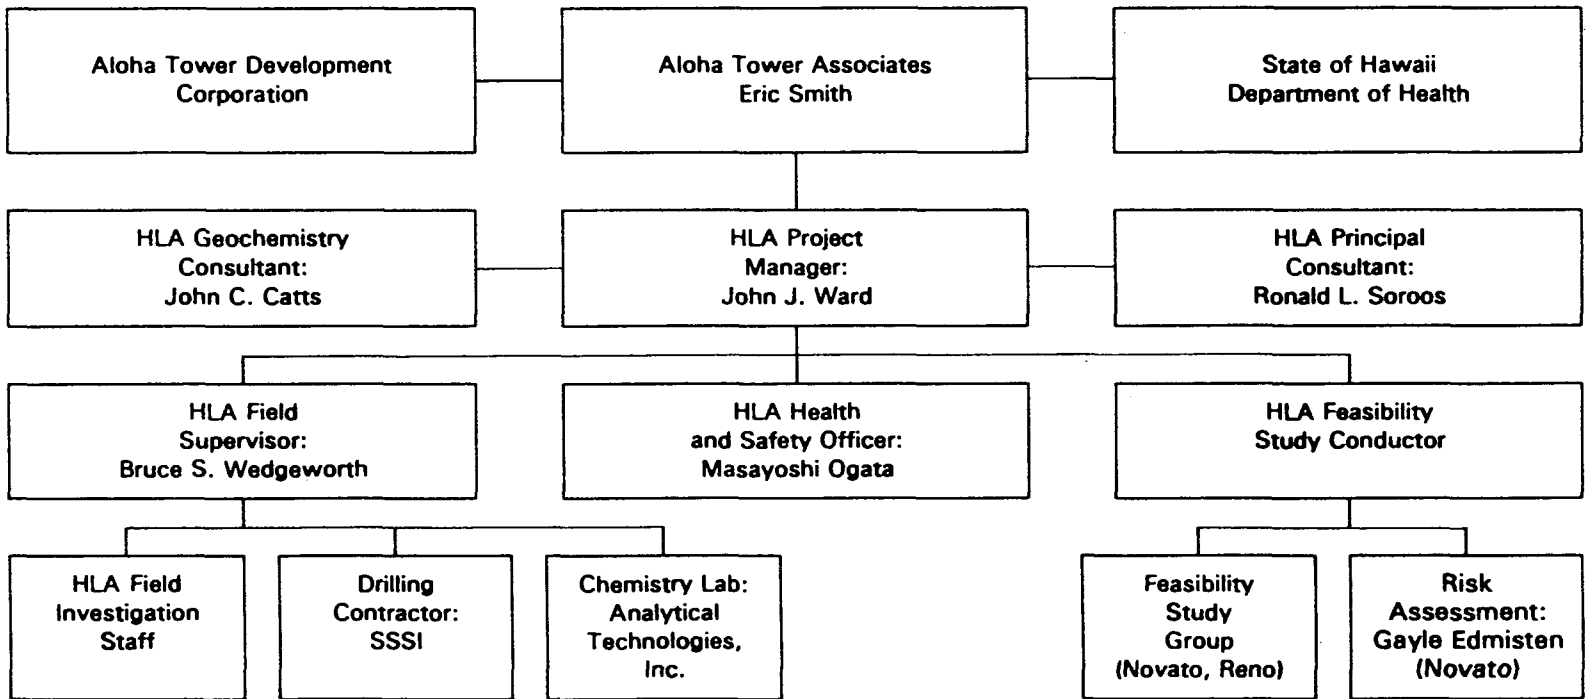 Aloha Tower Development
Corporation
Aloha Tower Associates
Eric Smith
State of Hawaii
Department of Health
HLA Geochemistry
Consultant:
John C. Catts
HLA Project
Manager:
John J. Ward
HLA Principal
Consultant:
Ronald L. Soroos
HLA Field
Supervisor:
Bruce S. Wedgeworth
HLA Health
and Safety Officer:
Masayoshi Ogata
HLA Feasibility
Study Conductor
HLA Field
Investigation
Staff
Drilling
Contractor:
SSSI
Chemistry Lab:
Analytical
Technologies,
Inc.
Feasibility
Study
Group
(Novato, Reno)
Risk
Assessment:
Gayle Edmisten
(Novato)